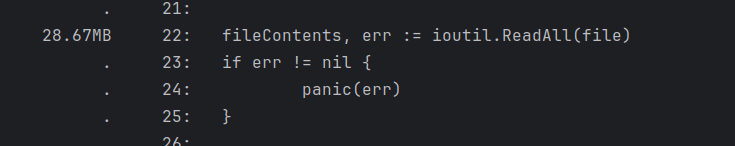 . 21:
28.67MB 22: fileContents, err := ioutil.ReadAll(file)
. 23: if err != nil {
. 24: panic(err)
. 25: }
26: